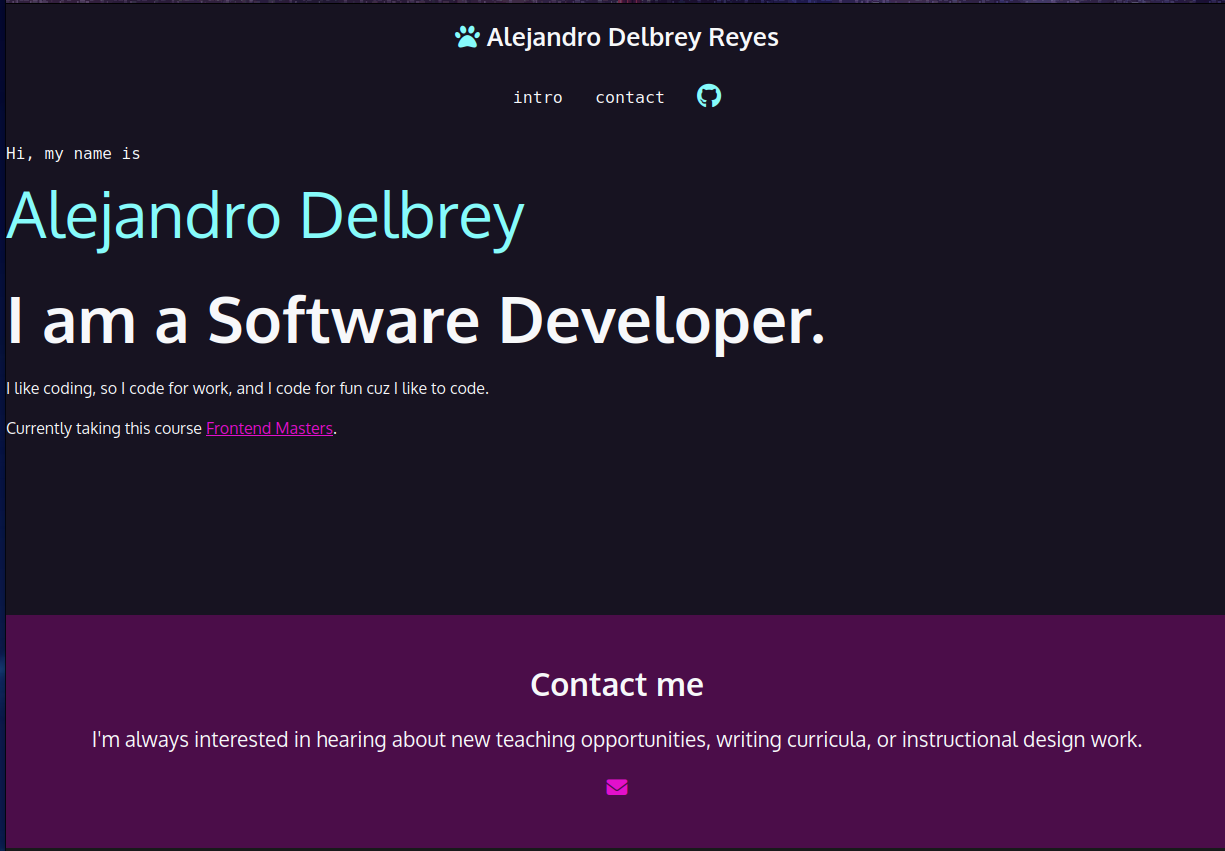 Alejandro Delbrey Reyes
intro contact
Hi, my name is
Alejandro Delbrey
I am a Software Developer.
I like coding, so I code for work, and I code for fun cuz I like to code.
Currently taking this course Frontend Masters.
Contact me
I'm always interested in hearing about new teaching opportunities, writing curricula, or instructional design work.